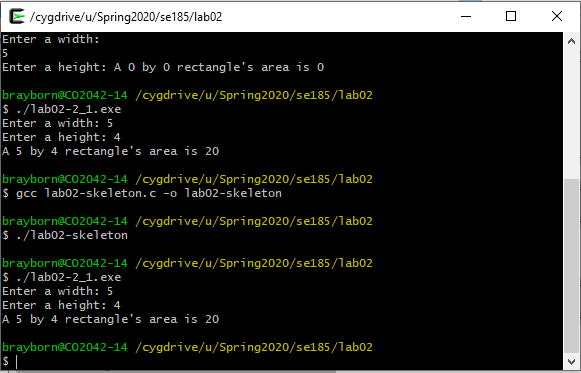 /cygdrive/u/Spring2020/se185/lab02
Enter a width:
5
Enter a height: A 0 by 0 rectangle's area is 0
brayborn@CO2042-14 /cygdrive/u/Spring2020/se185/lab02
$ ./lab02-2_1.exe
Enter a width: 5
Enter a height: 4
A 5 by 4 rectangle's area is 20
brayborn@CO2042-14 /cygdrive/u/Spring2020/se185/lab02
$ gcc lab02-skeleton.c -o lab02-skeleton
brayborn@CO2042-14 /cygdrive/u/Spring2020/se185/lab02
$ ./lab02-skeleton
brayborn@CO2042-14 /cygdrive/u/Spring2020/se185/lab02
$ ./lab02-2_1.exe
Enter a width: 5
Enter a height: 4
A 5 by 4 rectangle's area is 20
brayborn@CO2042-14 /cygdrive/u/Spring2020/se185/lab02
$